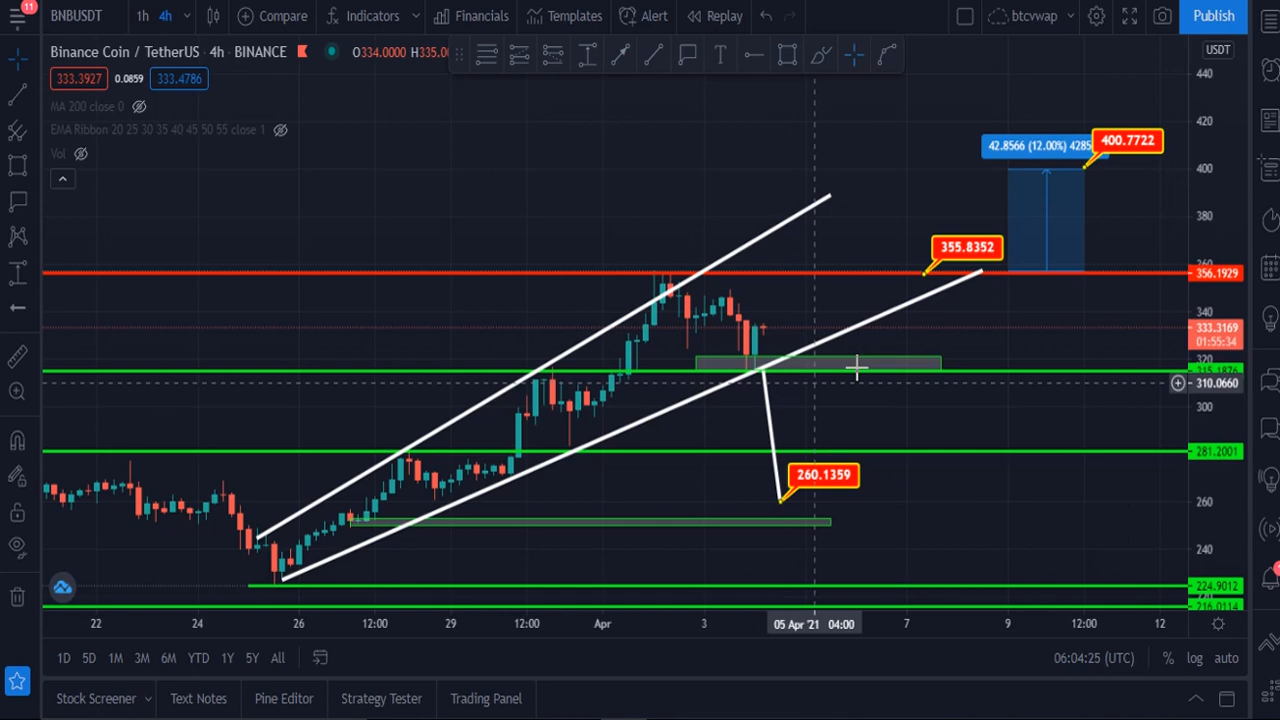 11
BNBUSDT 1h 4h Compare Indicators Financials Templates Alert Replay btcvwap Publish
Binance Coin / TetherUS 4h BINANCE O334.0000 H335.00
USDT
333.3927 0.0859 333.4786
MA 200 close 0
EMA Ribbon 20 25 30 35 40 45 50 55 close 1
Vol
440
420
400
380
340
320
300
260
240
42.8566 (12.00%) 4285
400.7722
355.8352
356.1929
333.3169
01:55:34
310.0660
281.2001
260.1359
224.9012
216.0114
22 24 26 12:00 29 12:00 Apr 3 05 Apr '21 04:00 7 9 12:00 12
1D 5D 1M 3M 6M YTD 1Y 5Y All 06:04:25 (UTC) % log auto
Stock Screener Text Notes Pine Editor Strategy Tester Trading Panel